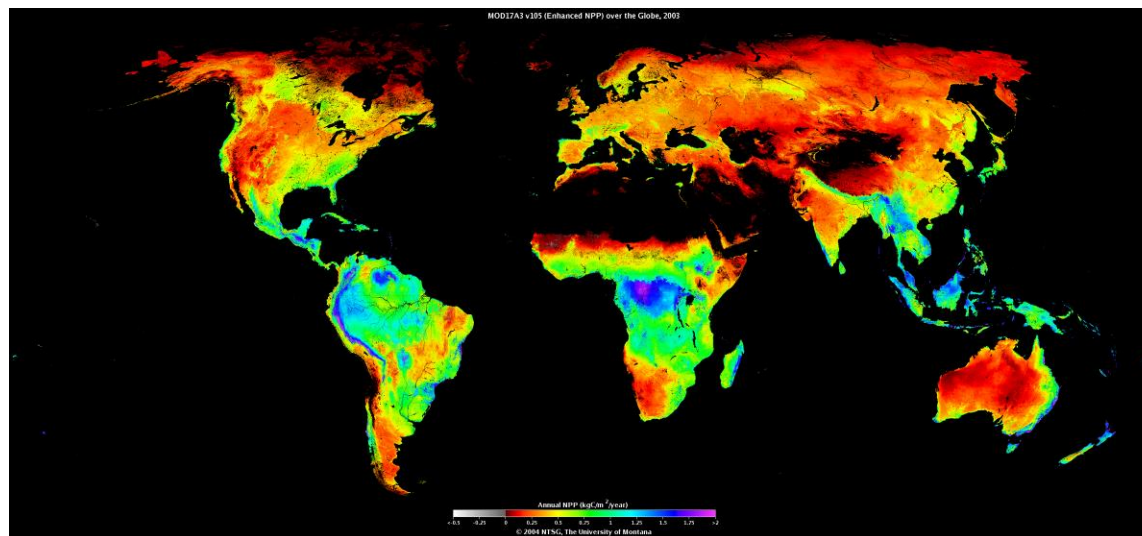 MOD17A3 v105 (Enhanced NPP) over the Globe, 2003
Annual NPP (kgC/m²/year)
<-0.5 -0.25 0 0.25 0.5 0.75 1 1.25 1.5 1.75 >2
© 2004 NTSG, The University of Montana